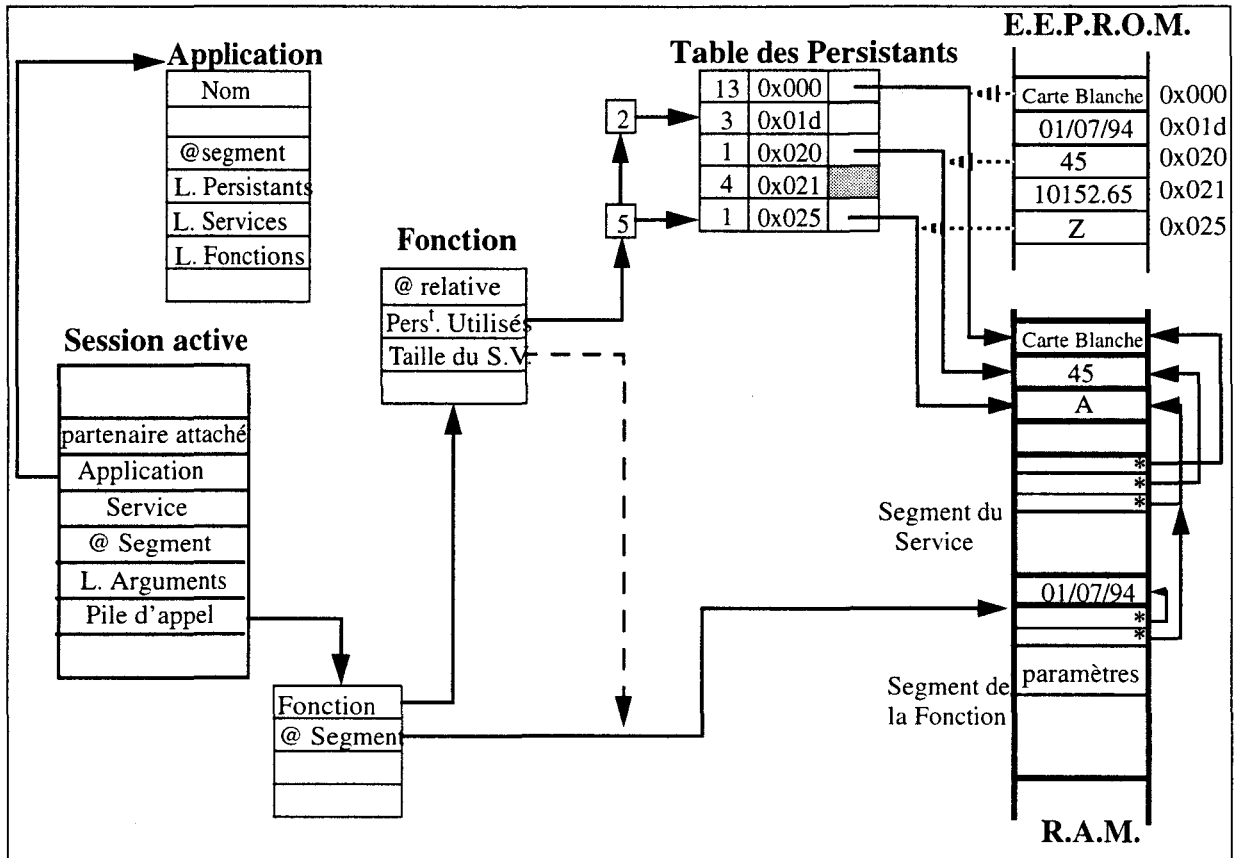 E.E.P.R.O.M.
Application
Nom
@segment
L. Persistants
L. Services
L. Fonctions
Table des Persistants
13 0x000
3 0x01d
1 0x020
4 0x021
1 0x025
2
5
Carte Blanche 0x000
01/07/94 0x01d
45 0x020
10152.65 0x021
Z 0x025
Fonction
@ relative
Persᵗ. Utilisés
Taille du S.V.
Session active
partenaire attaché
Application
Service
@ Segment
L. Arguments
Pile d'appel
Fonction
@ Segment
Carte Blanche
45
A
*
*
*
Segment du
Service
01/07/94
*
*
paramètres
Segment de
la Fonction
R.A.M.